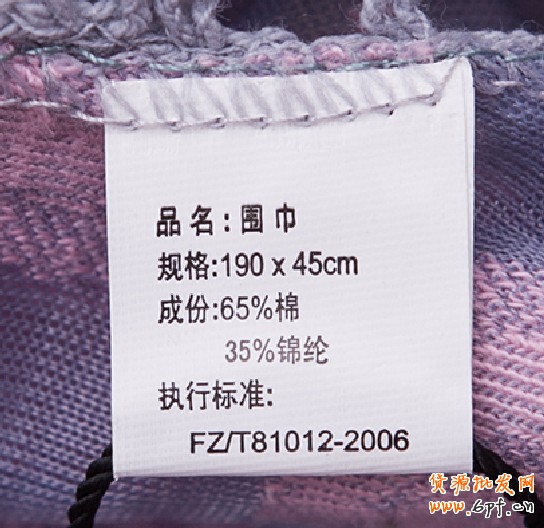 品名:围巾
规格:190 x 45cm
成份:65%棉
35%锦纶
执行标准:
FZ/T81012-2006
货源批发网
www.6pf.cn